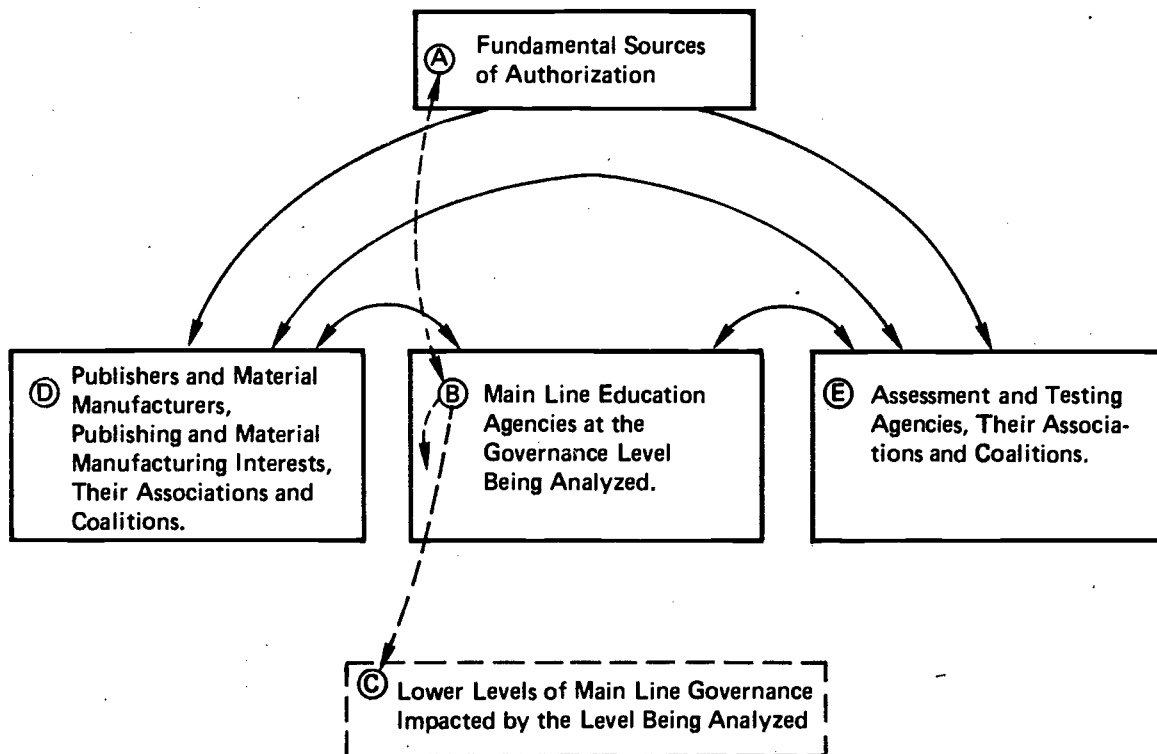 A Fundamental Sources
of Authorization
D Publishers and Material
Manufacturers,
Publishing and Material
Manufacturing Interests,
Their Associations and
Coalitions.
B Main Line Education
Agencies at the
Governance Level
Being Analyzed.
E Assessment and Testing
Agencies, Their Associa-
tions and Coalitions.
C Lower Levels of Main Line Governance
Impacted by the Level Being Analyzed